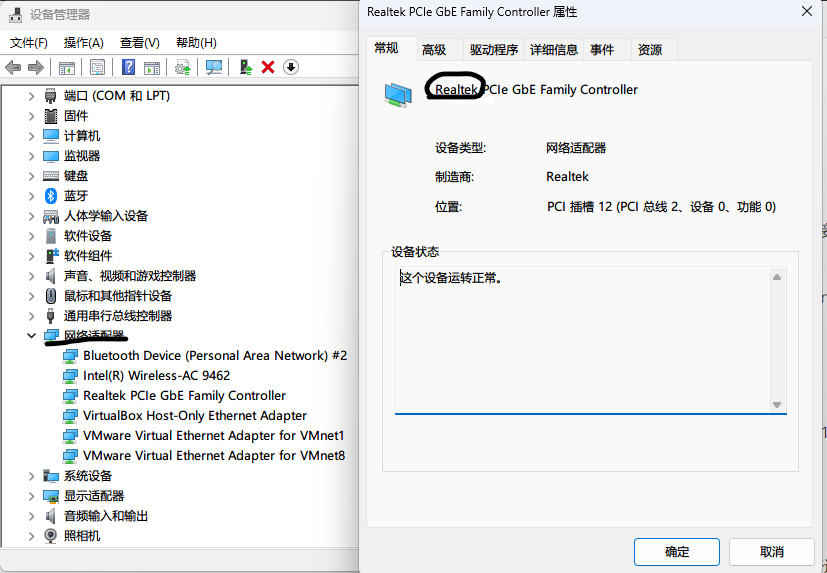 设备管理器
文件(F) 操作(A) 查看(V) 帮助(H)
端口 (COM 和 LPT)
固件
计算机
监视器
键盘
蓝牙
人体学输入设备
软件设备
软件组件
声音、视频和游戏控制器
鼠标和其他指针设备
通用串行总线控制器
网络适配器
Bluetooth Device (Personal Area Network) #2
Intel(R) Wireless-AC 9462
Realtek PCIe GbE Family Controller
VirtualBox Host-Only Ethernet Adapter
VMware Virtual Ethernet Adapter for VMnet1
VMware Virtual Ethernet Adapter for VMnet8
系统设备
显示适配器
音频输入和输出
照相机
Realtek PCIe GbE Family Controller 属性
常规 高级 驱动程序 详细信息 事件 资源
Realtek PCIe GbE Family Controller
设备类型: 网络适配器
制造商: Realtek
位置: PCI 插槽 12 (PCI 总线 2、设备 0、功能 0)
设备状态
这个设备运转正常。
确定 取消